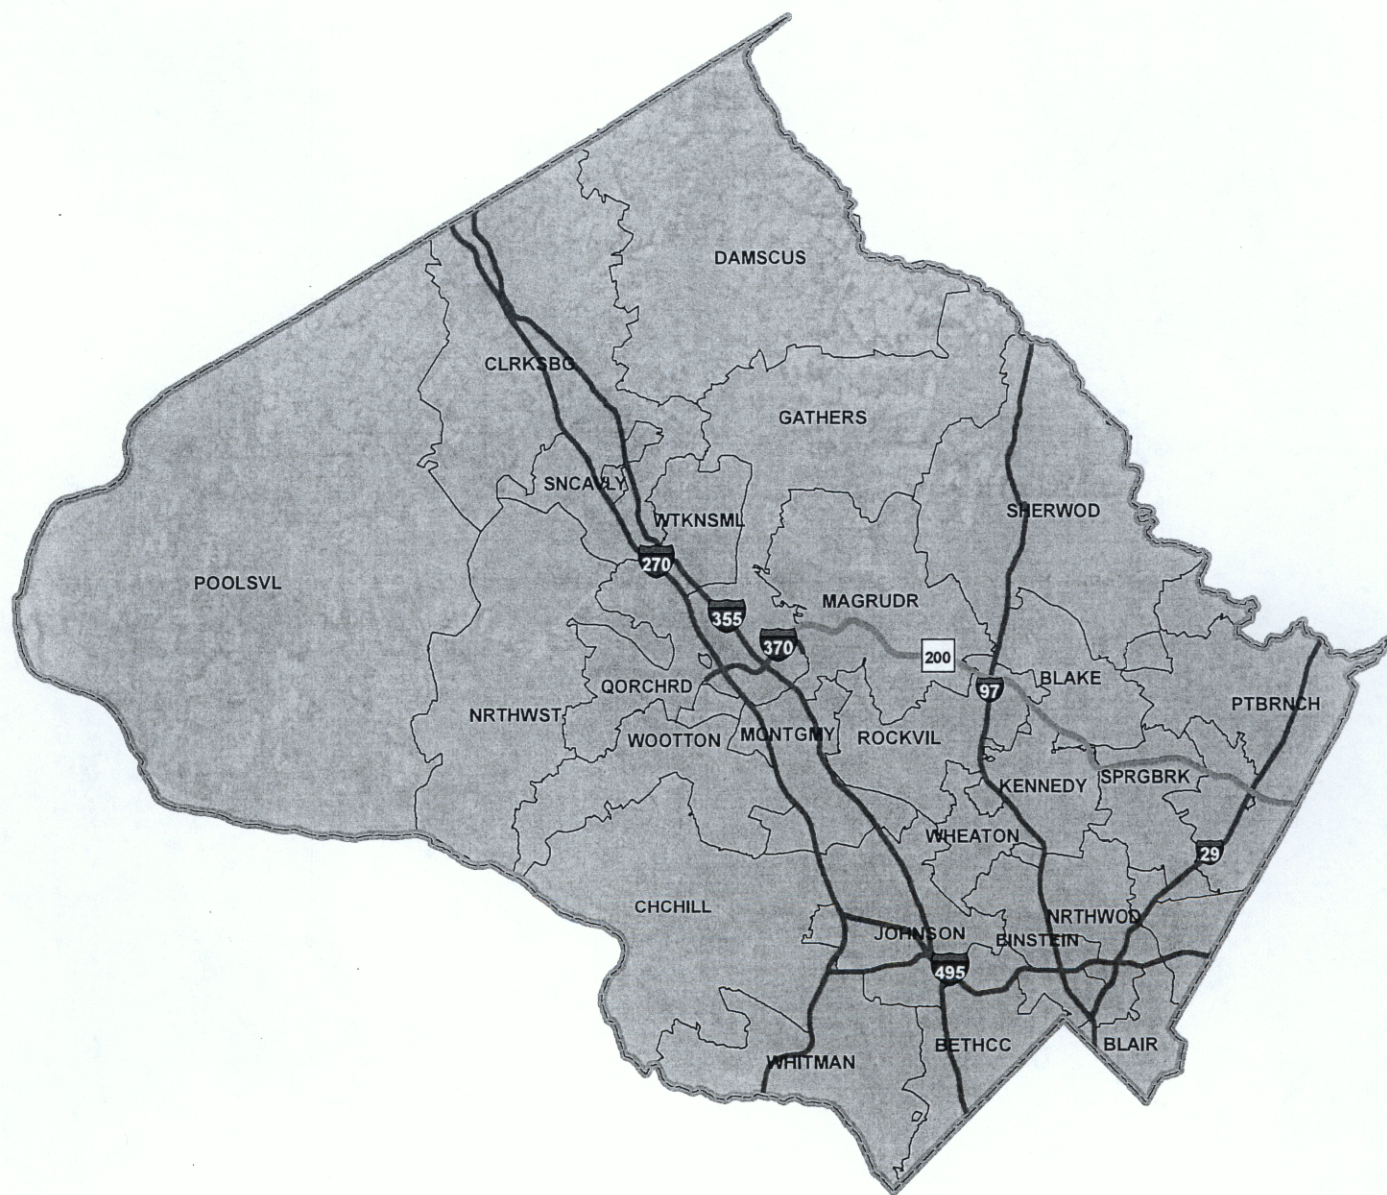 DAMSCUS
CLRKSBG
GATHERS
SNCAVLY
WTKNSML
SHERWOD
270
POOLSVL
MAGRUDR
355
370
200
QORCHRD
97
BLAKE
NRTHWST
PTBRNCH
WOOTTON
MONTGMY
ROCKVIL
SPRGBRK
KENNEDY
WHEATON
29
CHCHILL
NRTHWOD
JOHNSON
EINSTEIN
495
BETHCC
BLAIR
WHITMAN